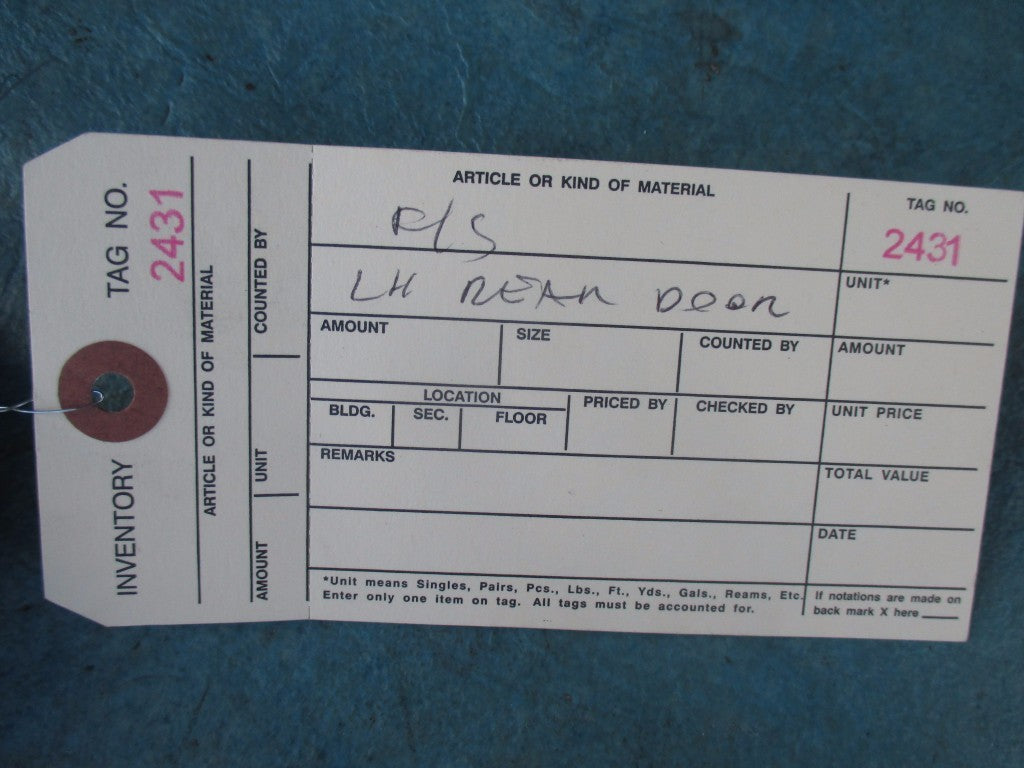 INVENTORY TAG NO.
2431
ARTICLE OR KIND OF MATERIAL
AMOUNT UNIT COUNTED BY
ARTICLE OR KIND OF MATERIAL
LH REAR DOOR
TAG NO.
2431
UNIT*
AMOUNT SIZE COUNTED BY AMOUNT
LOCATION
BLDG. SEC. FLOOR PRICED BY CHECKED BY UNIT PRICE
REMARKS TOTAL VALUE
DATE
*Unit means Singles, Pairs, Pcs., Lbs., Ft., Yds., Gals., Reams, Etc.
Enter only one item on tag. All tags must be accounted for.
If notations are made on
back mark X here